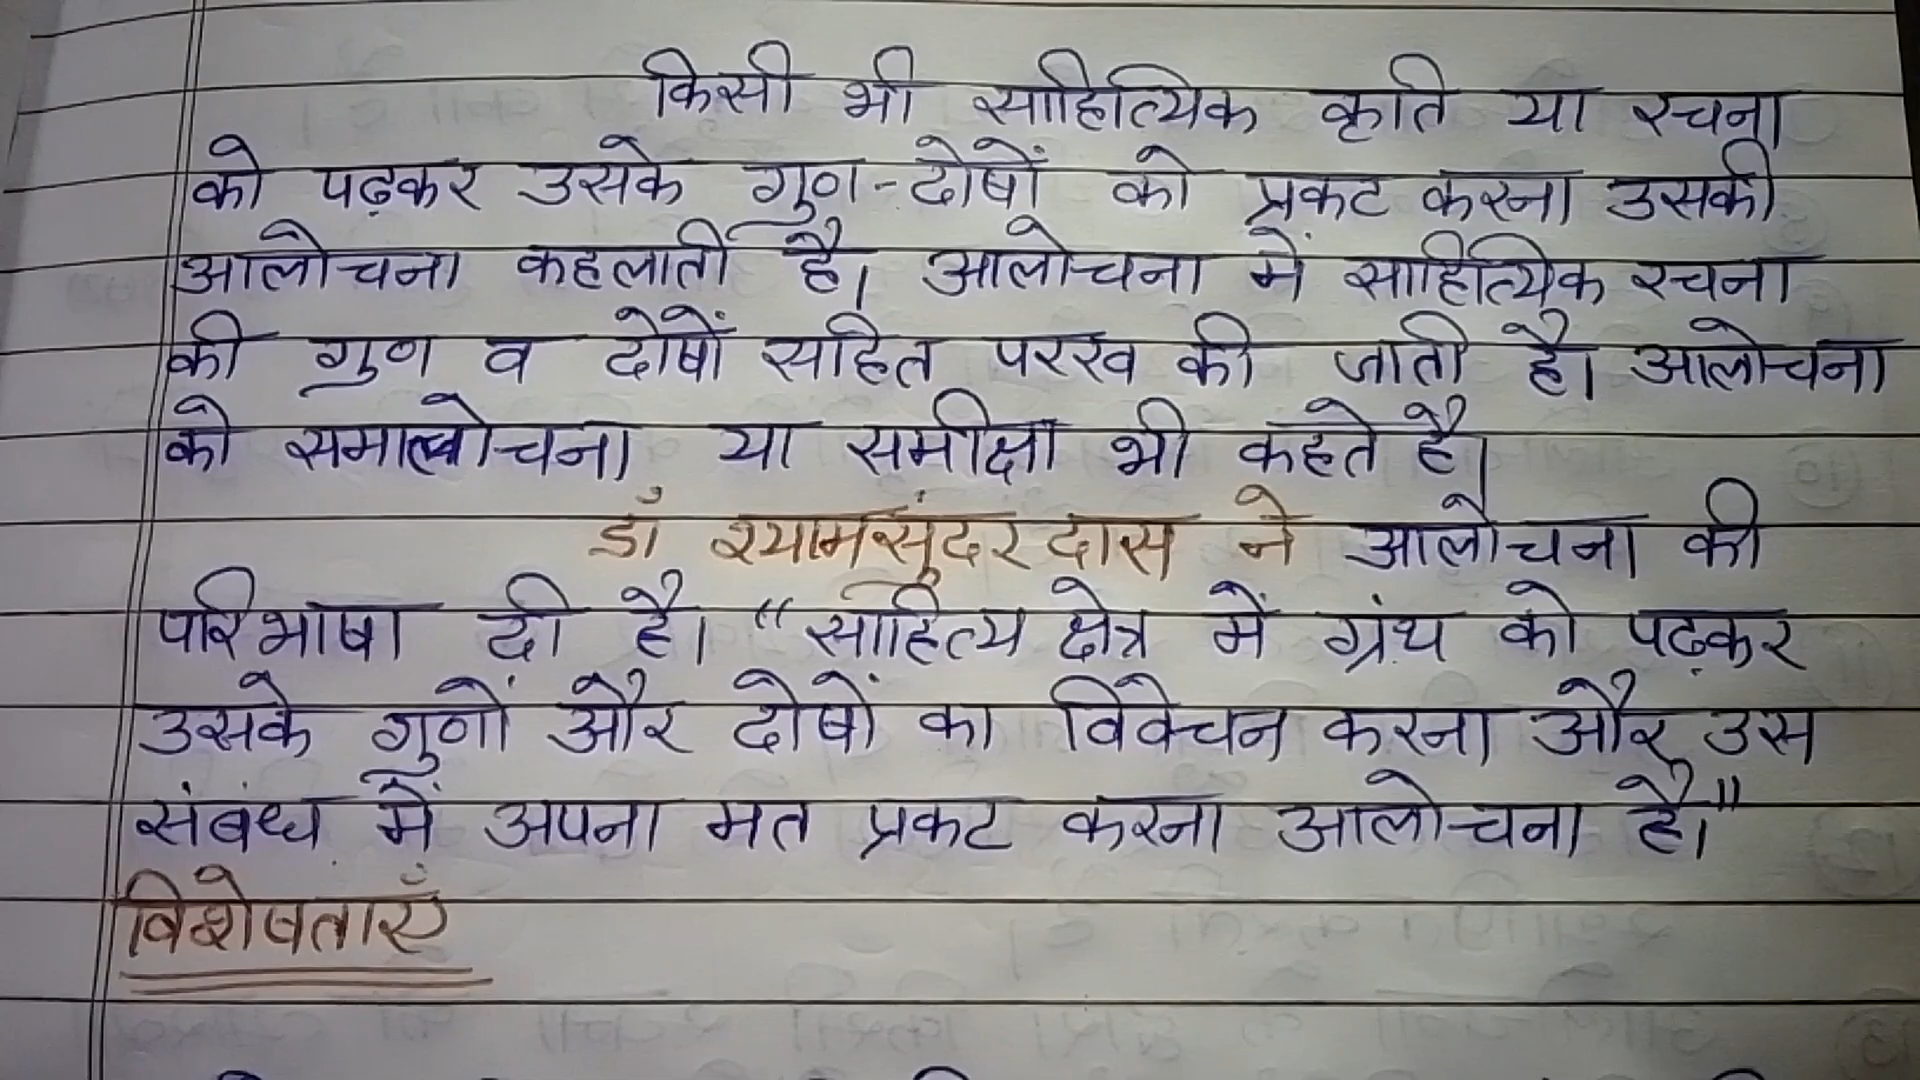 किसी भी साहित्यिक कृति या रचना
को पढ़कर उसके गुण-दोषों को प्रकट करना उसकी
आलोचना कहलाती है। आलोचना में साहित्यिक रचना
की गुण व दोषों सहित परख की जाती है। आलोचना
को समालोचना या समीक्षा भी कहते है।
डॉ श्यामसुंदर दास ने आलोचना की
परिभाषा दी है। “साहित्य क्षेत्र में ग्रंथ को पढ़कर
उसके गुणों और दोषों का विवेचन करना और उस
संबंध में अपना मत प्रकट करना आलोचना है।"
विशेषताएँ